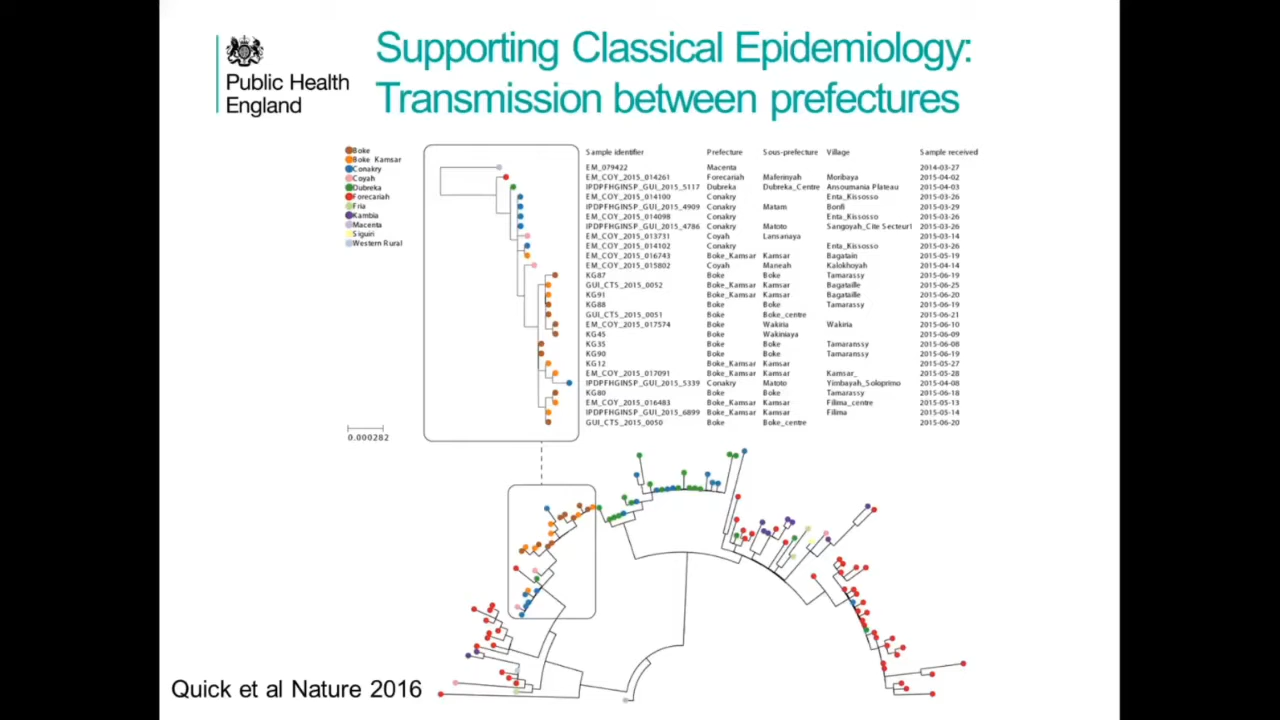 Public Health
England
Supporting Classical Epidemiology:
Transmission between prefectures
Boke
Boke_Kamsar
Conakry
Coyah
Dubreka
Forecariah
Fria
Kambia
Macenta
Siguiri
Western Rural
0.000282
Sample identifier Prefecture Sous-prefecture Village Sample received
EM_079422 Macenta 2014-03-27
EM_COY_2015_014261 Forecariah Maferinyah Moribaya 2015-04-02
IPDPFHGINSP_GUI_2015_5117 Dubreka Dubreka_Centre Ansoumania Plateau 2015-04-03
EM_COY_2015_014100 Conakry Enta_Kissosso 2015-03-26
IPDPFHGINSP_GUI_2015_4909 Conakry Matam Bonfi 2015-03-29
EM_COY_2015_014098 Conakry Enta_Kissosso 2015-03-26
IPDPFHGINSP_GUI_2015_4786 Conakry Matoto Sangoyah_Cite Secteur1 2015-03-26
EM_COY_2015_013731 Coyah Lansanaya 2015-03-14
EM_COY_2015_014102 Conakry Enta_Kissosso 2015-03-26
EM_COY_2015_016743 Boke_Kamsar Kamsar Bagatain 2015-05-19
EM_COY_2015_015802 Coyah Maneah Kalokhoyah 2015-04-14
KG87 Boke Boke Tamarassy 2015-06-19
GUI_CTS_2015_0052 Boke_Kamsar Kamsar Bagataille 2015-06-25
KG91 Boke_Kamsar Kamsar Bagataille 2015-06-20
KG88 Boke Boke Tamarassy 2015-06-19
GUI_CTS_2015_0051 Boke Boke_centre 2015-06-21
EM_COY_2015_017574 Boke Wakiria Wakiria 2015-06-10
KG45 Boke Wakiniaya 2015-06-09
KG35 Boke Boke Tamaranssy 2015-06-08
KG90 Boke Boke Tamaranssy 2015-06-19
KG12 Boke_Kamsar Kamsar 2015-05-27
EM_COY_2015_017091 Boke_Kamsar Kamsar Kamsar_ 2015-05-28
IPDPFHGINSP_GUI_2015_5339 Conakry Matoto Yimbayah_Soloprimo 2015-04-08
KG80 Boke Boke Tamarassy 2015-06-18
EM_COY_2015_016483 Boke_Kamsar Kamsar Filima_centre 2015-05-13
IPDPFHGINSP_GUI_2015_6899 Boke_Kamsar Kamsar Filima 2015-05-14
GUI_CTS_2015_0050 Boke Boke_centre 2015-06-20
Quick et al Nature 2016